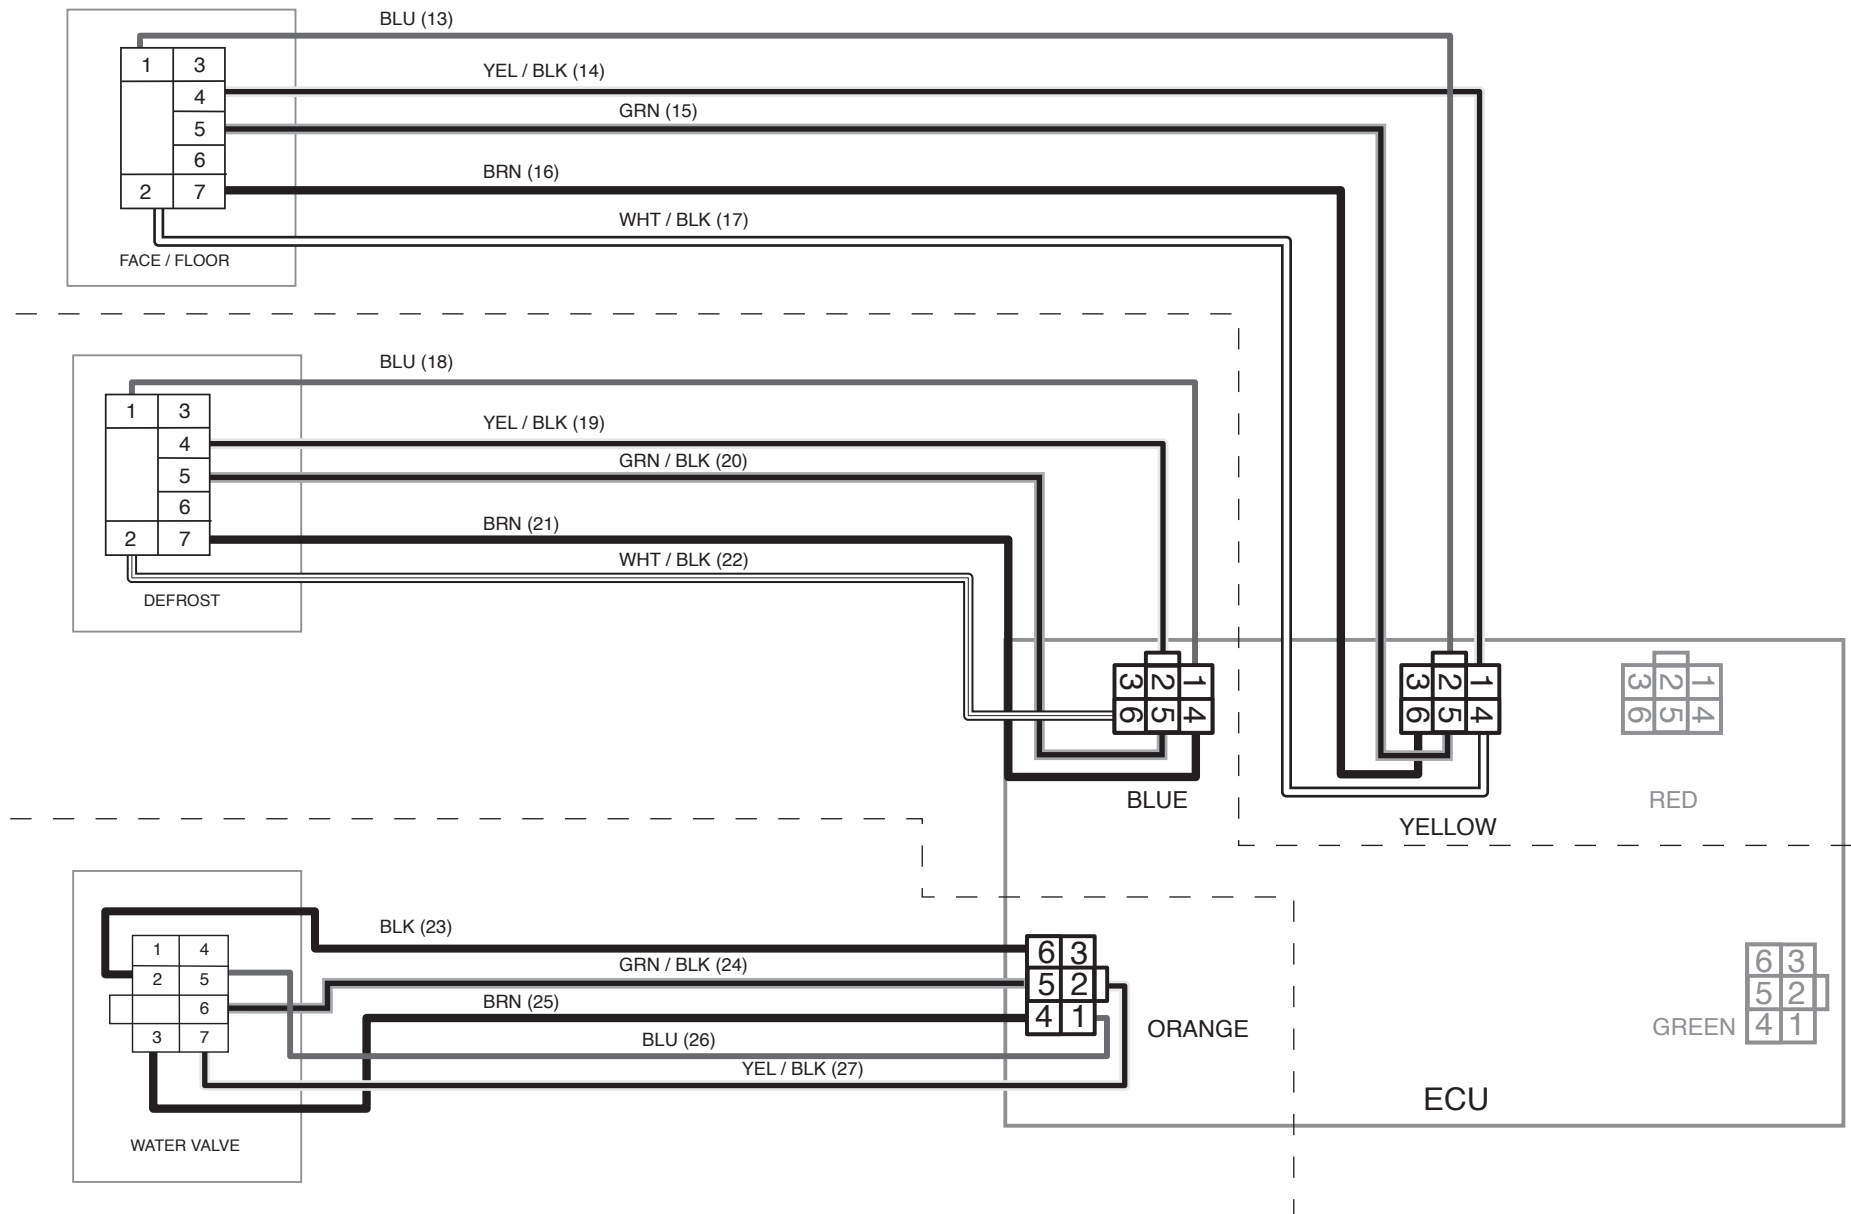 BLU (13)
1 3
YEL / BLK (14)
4
GRN (15)
5
6
BRN (16)
2 7
WHT / BLK (17)
FACE / FLOOR
BLU (18)
1 3
YEL / BLK (19)
4
GRN / BLK (20)
5
6
BRN (21)
2 7
WHT / BLK (22)
DEFROST
3 2 1
6 5 4
BLUE
3 2 1
6 5 4
YELLOW
3 2 1
6 5 4
RED
BLK (23)
1 4
2 5
6
3 7
GRN / BLK (24)
BRN (25)
BLU (26)
YEL / BLK (27)
WATER VALVE
6 3
5 2
4 1
ORANGE
6 3
5 2
4 1
GREEN
ECU